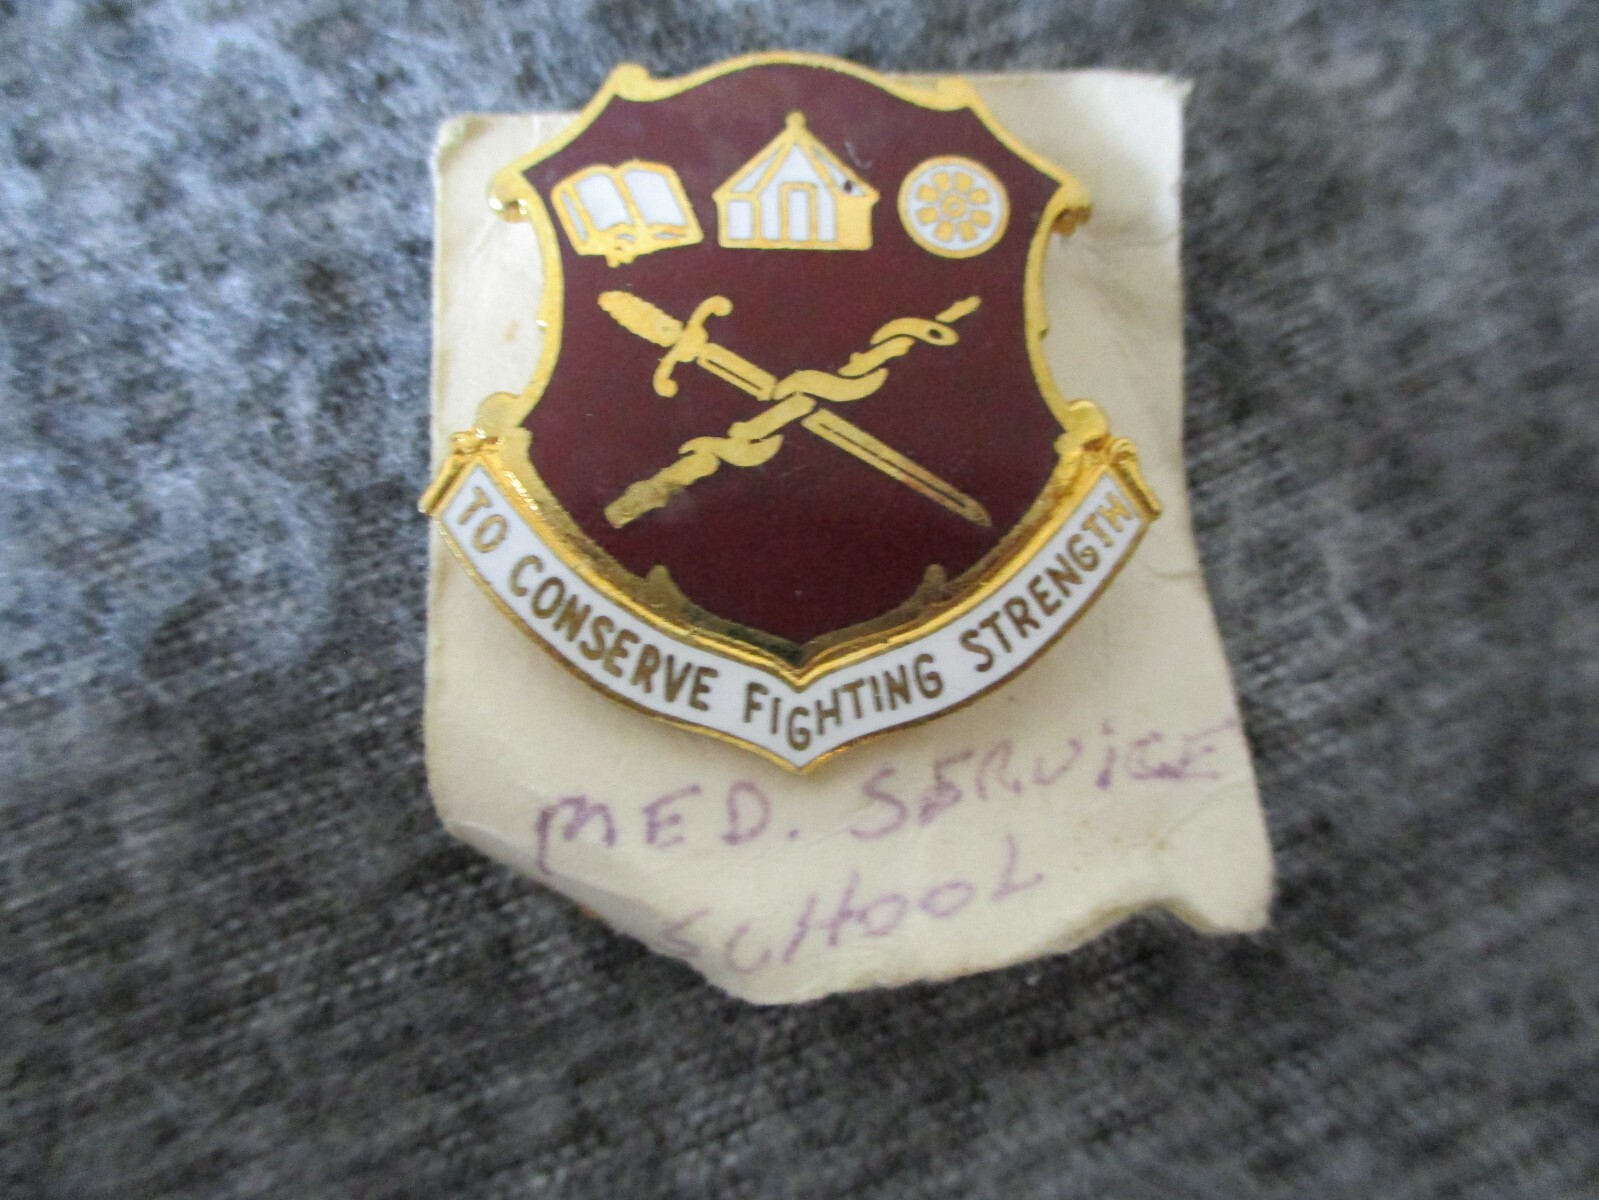 TO CONSERVE FIGHTING STRENGTH
MED. SERVICE
SCHOOL